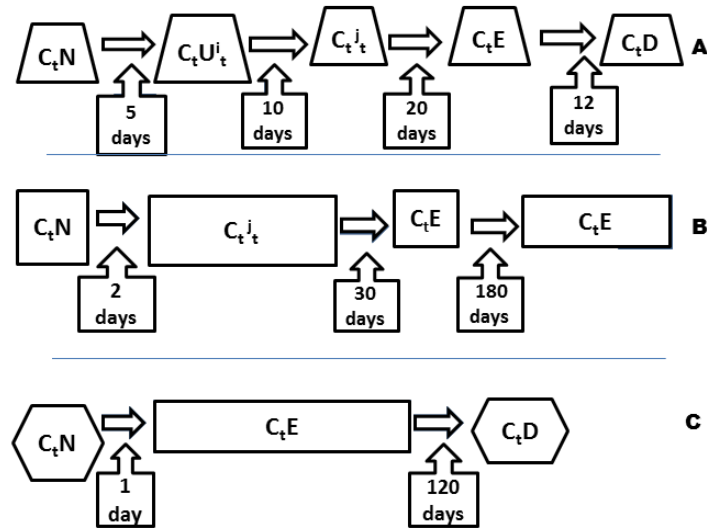 CₜN CₜUⁱₜ Cₜʲₜ CₜE CₜD A
5 days 10 days 20 days 12 days
CₜN Cₜʲₜ CₜE CₜE B
2 days 30 days 180 days
CₜN CₜE CₜD C
1 day 120 days